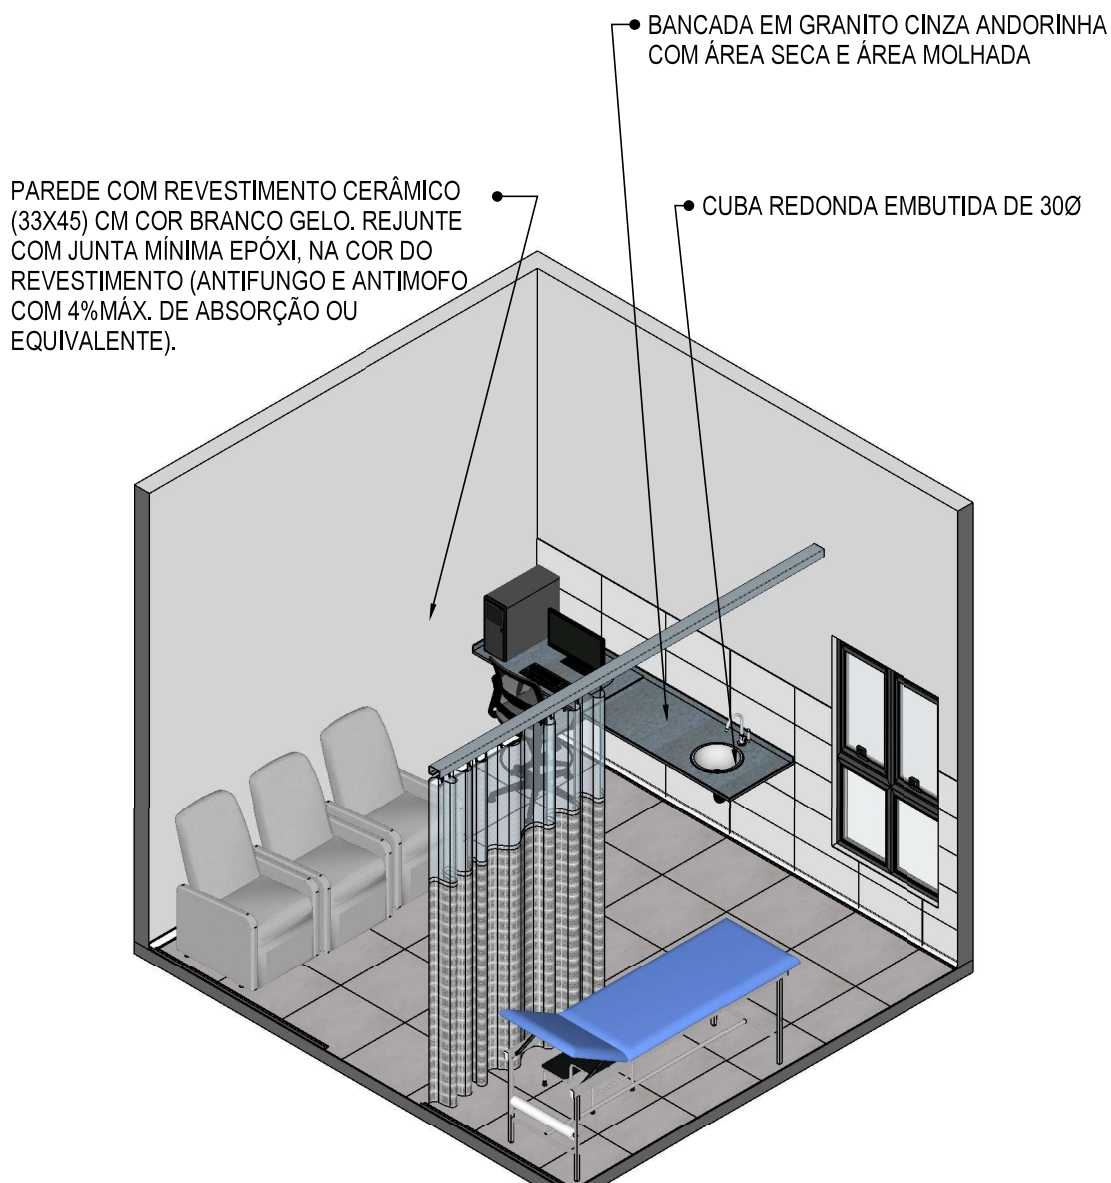 BANCADA EM GRANITO CINZA ANDORINHA
COM ÁREA SECA E ÁREA MOLHADA
PAREDE COM REVESTIMENTO CERÂMICO
(33X45) CM COR BRANCO GELO. REJUNTE
COM JUNTA MÍNIMA EPÓXI, NA COR DO
REVESTIMENTO (ANTIFUNGO E ANTIMOFO
COM 4%MÁX. DE ABSORÇÃO OU
EQUIVALENTE).
CUBA REDONDA EMBUTIDA DE 30Ø